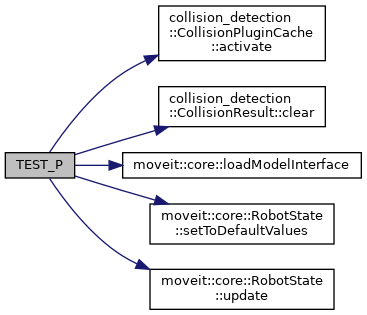 collision_detection
::CollisionPluginCache
::activate
collision_detection
::CollisionResult::clear
TEST_P
moveit::core::loadModelInterface
moveit::core::RobotState
::setToDefaultValues
moveit::core::RobotState
::update